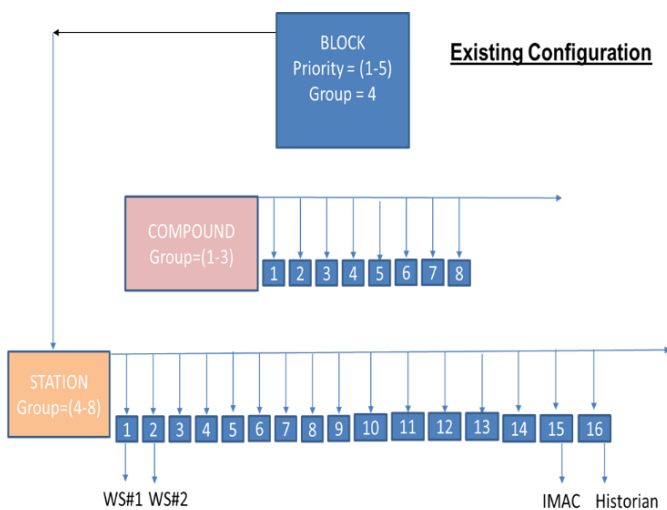 BLOCK
Priority = (1-5)
Group = 4
Existing Configuration
COMPOUND
Group=(1-3)
1 2 3 4 5 6 7 8
STATION
Group=(4-8)
1 2 3 4 5 6 7 8 9 10 11 12 13 14 15 16
WS#1 WS#2 IMAC Historian